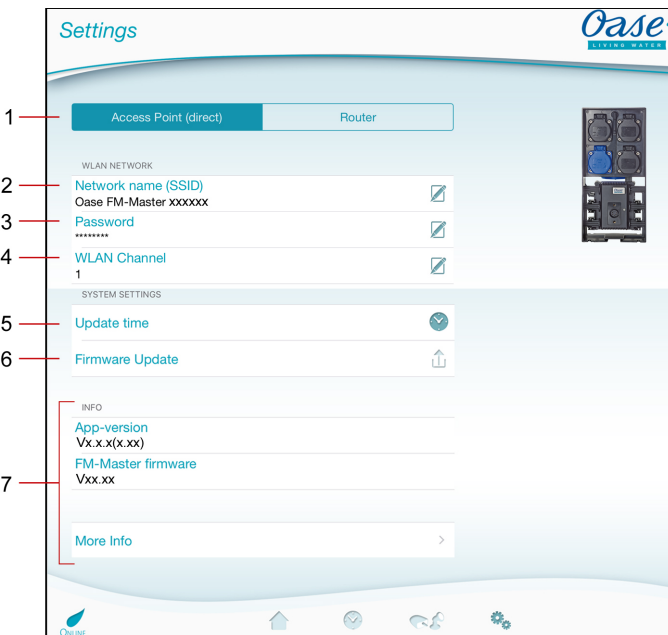 Settings
Oase
LIVING WATER
1
Access Point (direct)
Router
WLAN NETWORK
2
Network name (SSID)
Oase FM-Master xxxxxx
3
Password
********
4
WLAN Channel
1
SYSTEM SETTINGS
5
Update time
6
Firmware Update
INFO
App-version
Vx.x.x(x.xx)
7
FM-Master firmware
Vxx.xx
More Info
ONLINE